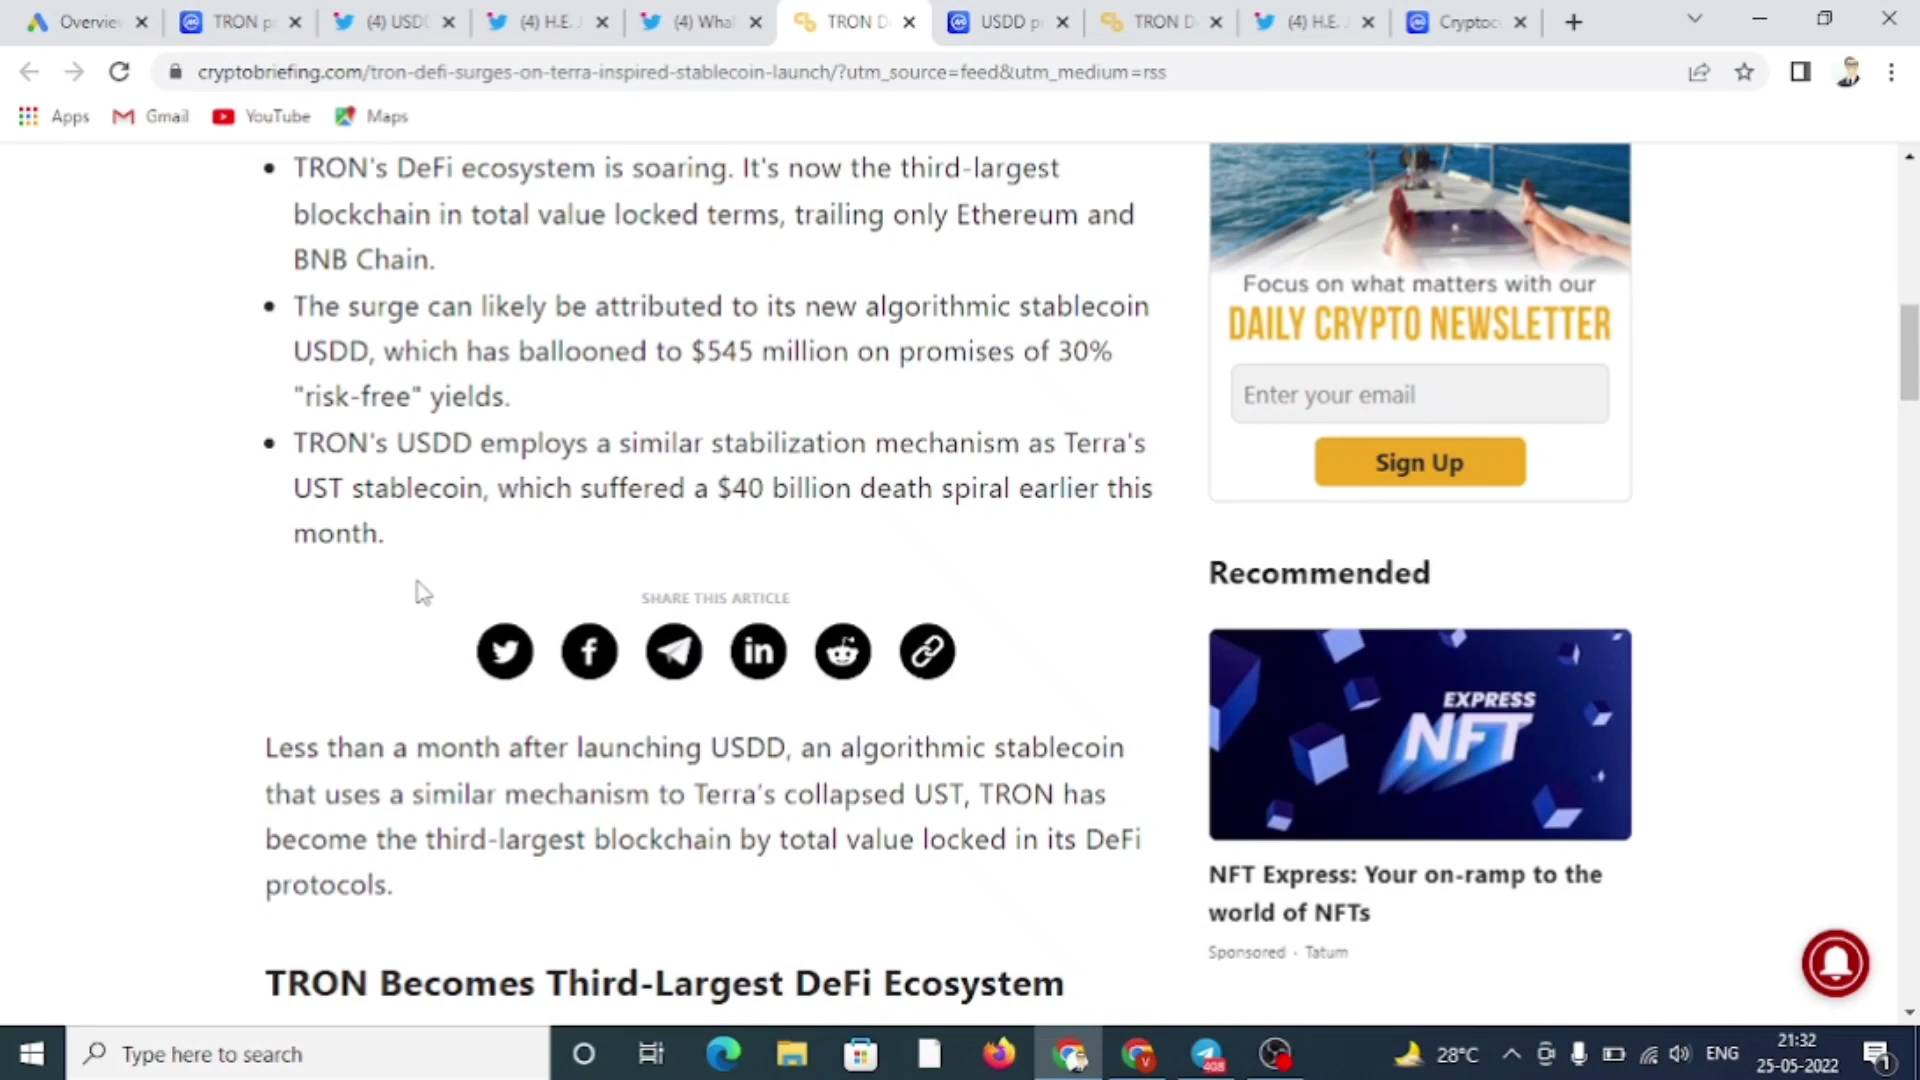 Overvie
TRON p
(4) USD
(4) H.E. J
(4) Wha
TRON D
USDD p
TRON D
(4) H.E. J
Cryptoc
cryptobriefing.com/tron-defi-surges-on-terra-inspired-stablecoin-launch/?utm_source=feed&utm_medium=rss
Apps
Gmail
YouTube
Maps
• TRON's DeFi ecosystem is soaring. It's now the third-largest
blockchain in total value locked terms, trailing only Ethereum and
BNB Chain.
• The surge can likely be attributed to its new algorithmic stablecoin
USDD, which has ballooned to $545 million on promises of 30%
"risk-free" yields.
• TRON's USDD employs a similar stabilization mechanism as Terra's
UST stablecoin, which suffered a $40 billion death spiral earlier this
month.
SHARE THIS ARTICLE
Less than a month after launching USDD, an algorithmic stablecoin
that uses a similar mechanism to Terra's collapsed UST, TRON has
become the third-largest blockchain by total value locked in its DeFi
protocols.
TRON Becomes Third-Largest DeFi Ecosystem
Focus on what matters with our
DAILY CRYPTO NEWSLETTER
Enter your email
Sign Up
Recommended
EXPRESS
NFT
NFT Express: Your on-ramp to the
world of NFTs
Sponsored · Tatum
Type here to search
408
28°C
ENG
21:32
25-05-2022
1